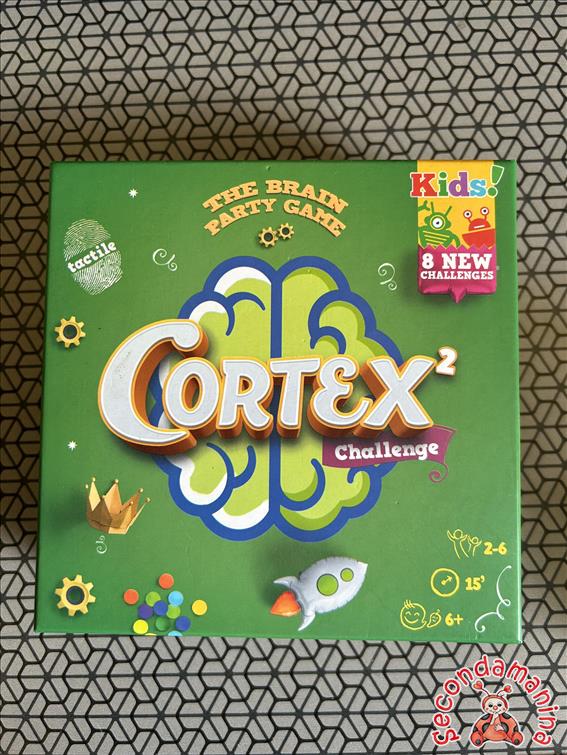 THE BRAIN
PARTY GAME
Kids!
8 NEW
CHALLENGES
tactile
CORTEX²
Challenge
2-6
15'
6+
Secondamanina